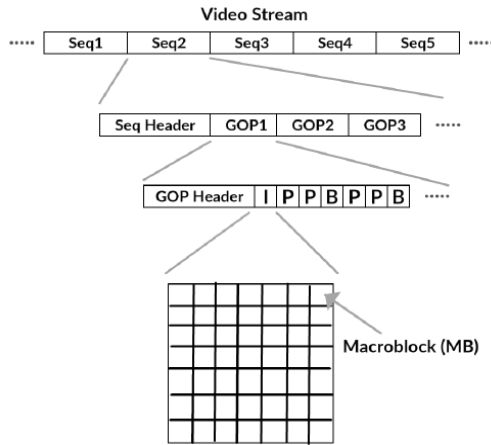 Video Stream
..... Seq1 Seq2 Seq3 Seq4 Seq5 .....
Seq Header GOP1 GOP2 GOP3 .....
GOP Header I P P B P P B .....
Macroblock (MB)